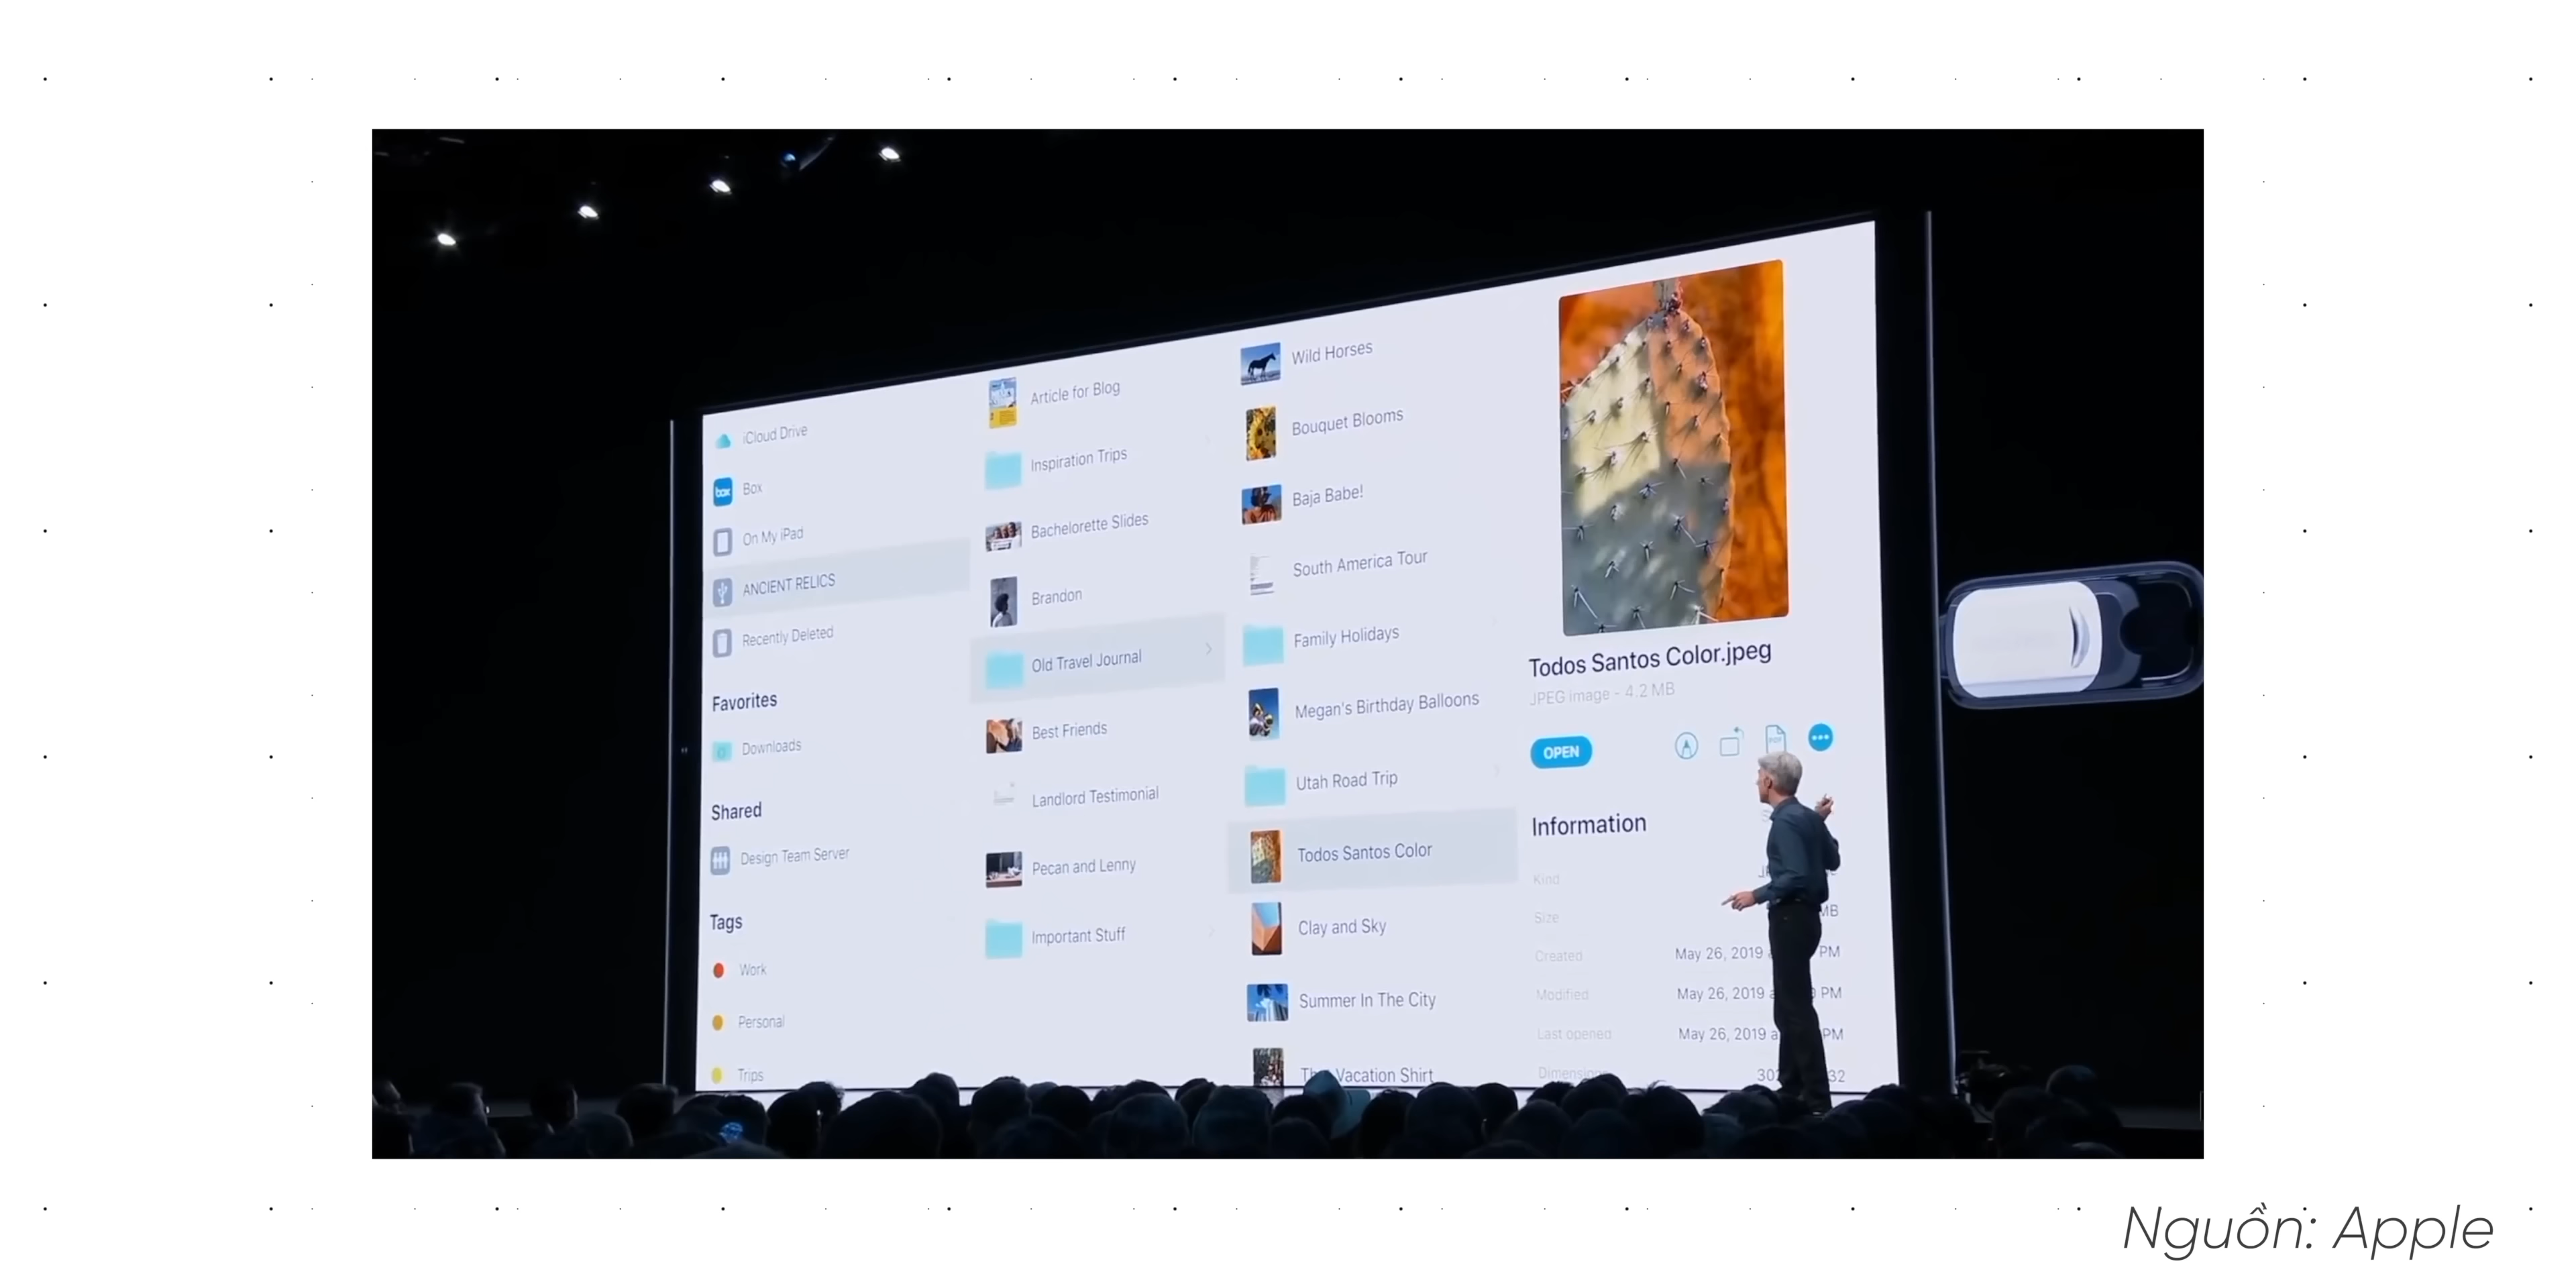 iCloud Drive
box
Box
On My iPad
ANCIENT RELICS
Recently Deleted
Favorites
Downloads
Shared
Design Team Server
Tags
Work
Personal
Trips
Article for Blog
Inspiration Trips
Bachelorette Slides
Brandon
Old Travel Journal
Best Friends
Landlord Testimonial
Pecan and Lenny
Important Stuff
Wild Horses
Bouquet Blooms
Baja Babe!
South America Tour
Family Holidays
Megan's Birthday Balloons
Utah Road Trip
Todos Santos Color
Clay and Sky
Summer In The City
Vacation Shirt
Todos Santos Color.jpeg
JPEG image - 4.2 MB
OPEN
PDF
Information
Kind
Size MB
Created May 26, 2019 PM
Modified May 26, 2019 PM
Last opened May 26, 2019 PM
Nguồn: Apple